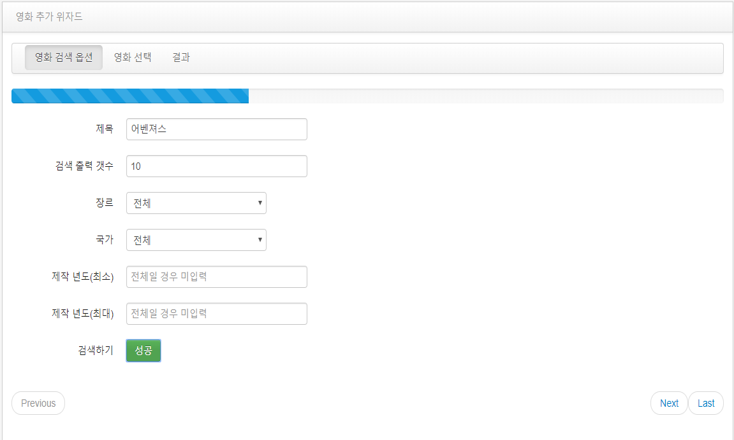 영화 추가 위자드
영화 검색 옵션 영화 선택 결과
제목 어벤져스
검색 출력 갯수 10
장르 전체
국가 전체
제작 년도(최소) 전체일 경우 미입력
제작 년도(최대) 전체일 경우 미입력
검색하기 성공
Previous Next Last